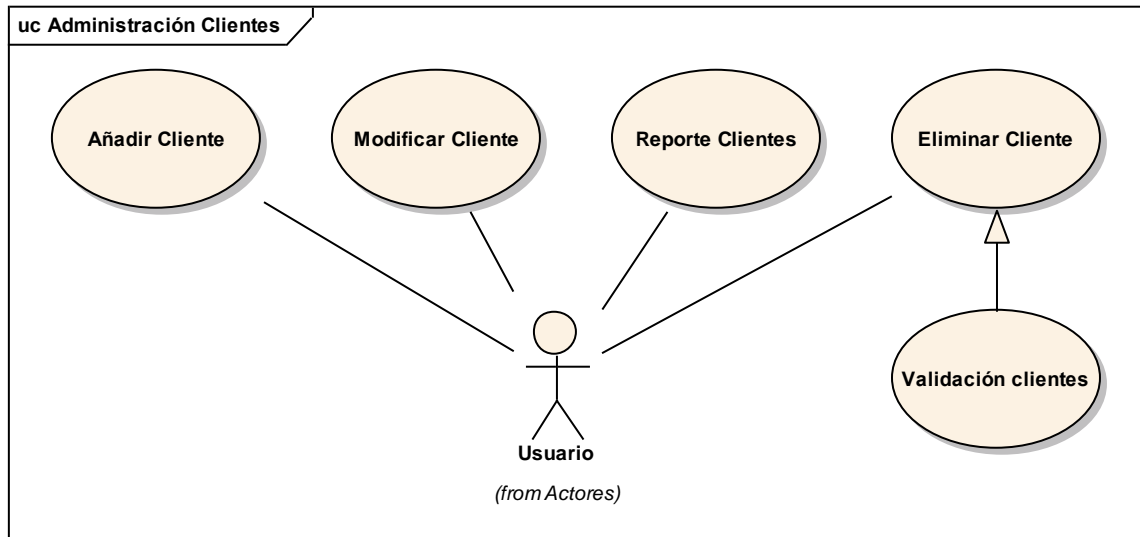 uc Administración Clientes
Añadir Cliente
Modificar Cliente
Reporte Clientes
Eliminar Cliente
Validación clientes
Usuario
(from Actores)